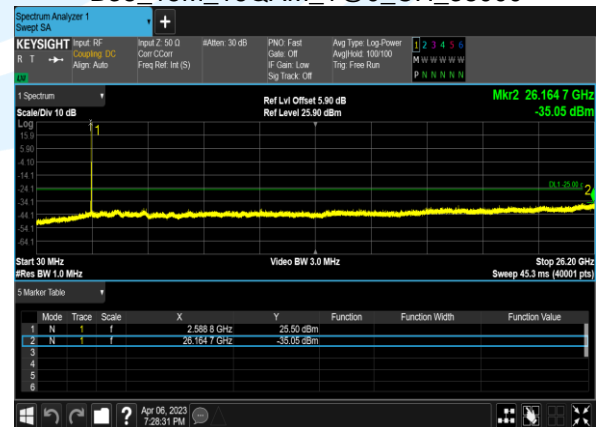 Spectrum Analyzer 1
Swept SA
+
KEYSIGHT
R T
LW
Input: RF
Coupling: DC
Align: Auto
Input Z: 50 Ω
Corr CCorr
Freq Ref: Int (S)
#Atten: 30 dB
PNO: Fast
Gate: Off
IF Gain: Low
Sig Track: Off
Avg Type: Log-Power
Avg|Hold: 100/100
Trig: Free Run
1 2 3 4 5 6
M W W W W W
P N N N N N
1 Spectrum
Scale/Div 10 dB
Ref Lvl Offset 5.90 dB
Ref Level 25.90 dBm
Mkr2 26.164 7 GHz
-35.05 dBm
Log
15.9
5.90
-4.10
-14.1
-24.1
-34.1
-44.1
-54.1
-64.1
1
DL1 -25.00
2
Start 30 MHz
#Res BW 1.0 MHz
Video BW 3.0 MHz
Stop 26.20 GHz
Sweep 45.3 ms (40001 pts)
5 Marker Table
Mode Trace Scale X Y Function Function Width Function Value
1 N 1 f 2.588 8 GHz 25.50 dBm
2 N 1 f 26.164 7 GHz -35.05 dBm
3
4
5
6
?
Apr 06, 2023
7:28:31 PM